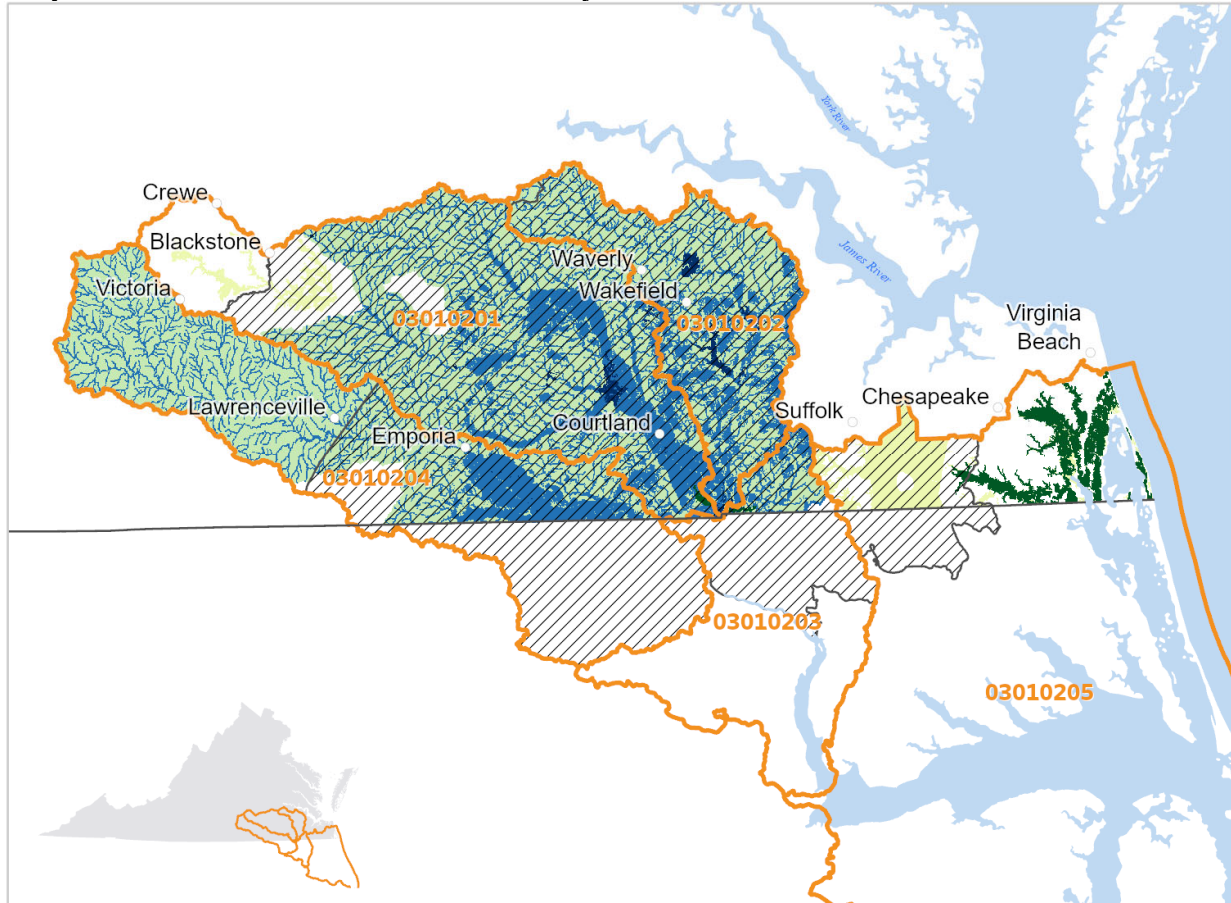 York River
Crewe
Blackstone
Victoria
Waverly
Wakefield
James River
03010201
03010202
Virginia
Beach
Lawrenceville
Emporia
Courtland
Suffolk
Chesapeake
03010204
03010203
03010205